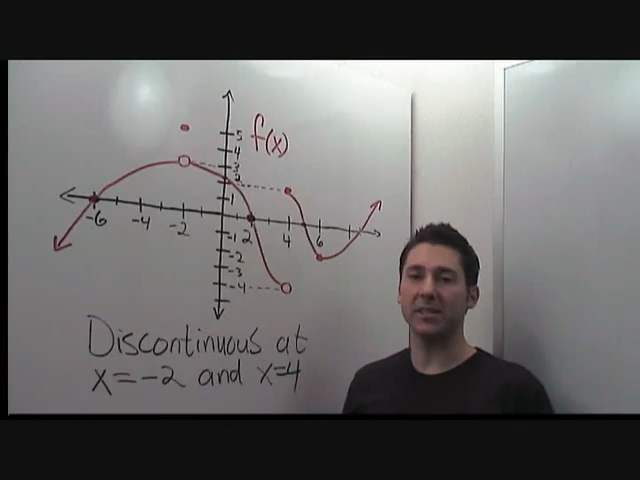 5
4
f(x)
3
2
1
-6 -4 -2 2 4 6
-1
-2
-3
-4
Discontinuous at
x=-2 and x=4